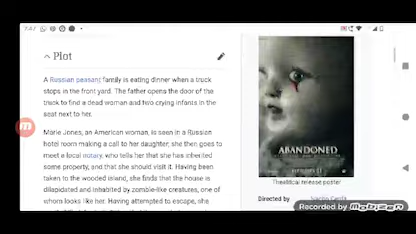 7:47
Plot
A Russian peasant family is eating dinner when a truck
stops in the front yard. The father opens the door of the
truck to find a dead woman and two crying infants in the
seat next to her.
Marie Jones, an American woman, is seen in a Russian
hotel room making a call to her daughter; she then goes to
meet a local notary, who tells her that she has inherited
some property, and that she should visit it. Having been
taken to the wooded island, she finds that the house is
dilapidated and inhabited by zombie-like creatures, one of
whom looks like her. Having attempted to escape, she
ABANDONED
Theatrical release poster
Directed by Nacho Cerdà
Recorded by Mobizen